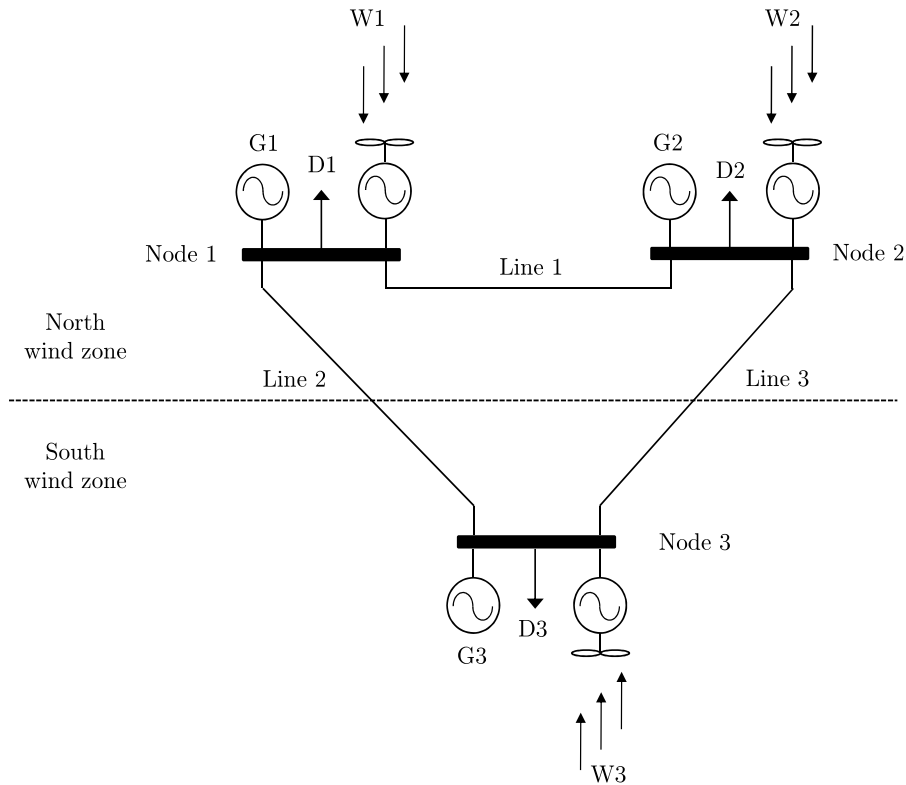 W1
W2
G1
D1
G2
D2
Node 1
Line 1
Node 2
North
wind zone
Line 2
Line 3
South
wind zone
Node 3
D3
G3
W3